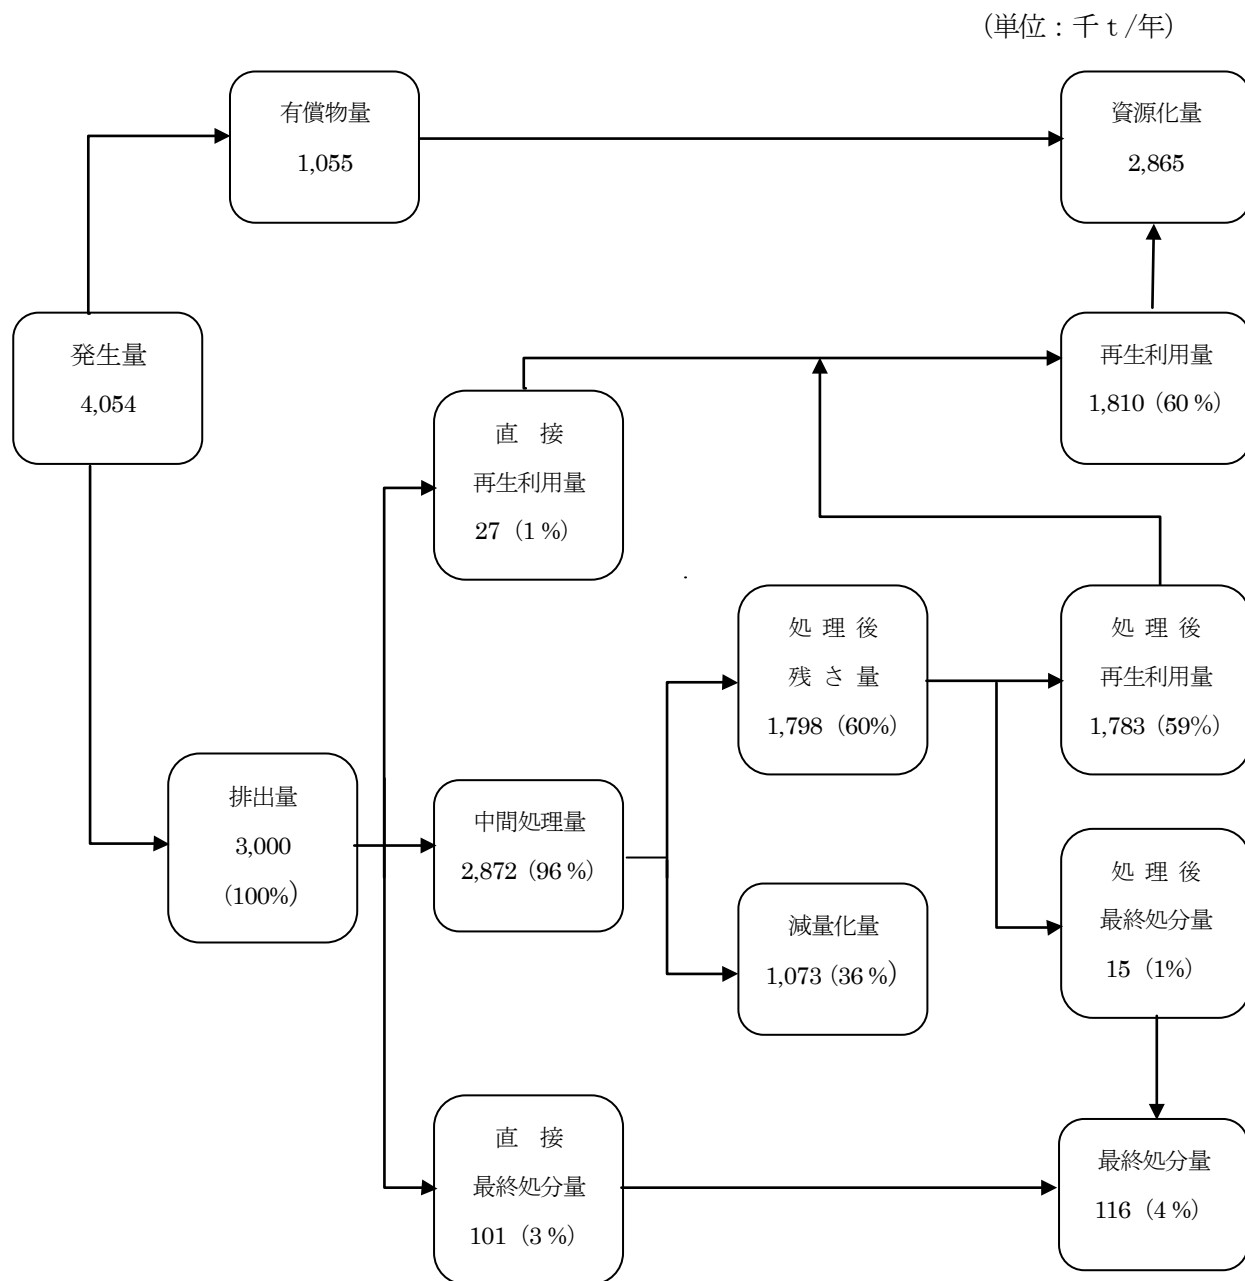 (単位：千ｔ/年)
有償物量
1,055
資源化量
2,865
発生量
4,054
再生利用量
1,810 (60 %)
直　接
再生利用量
27 (1 %)
処 理 後
残 さ 量
1,798 (60%)
処 理 後
再生利用量
1,783 (59%)
排出量
3,000
(100%)
中間処理量
2,872 (96 %)
減量化量
1,073 (36 %)
処 理 後
最終処分量
15 (1%)
直　接
最終処分量
101 (3 %)
最終処分量
116 (4 %)